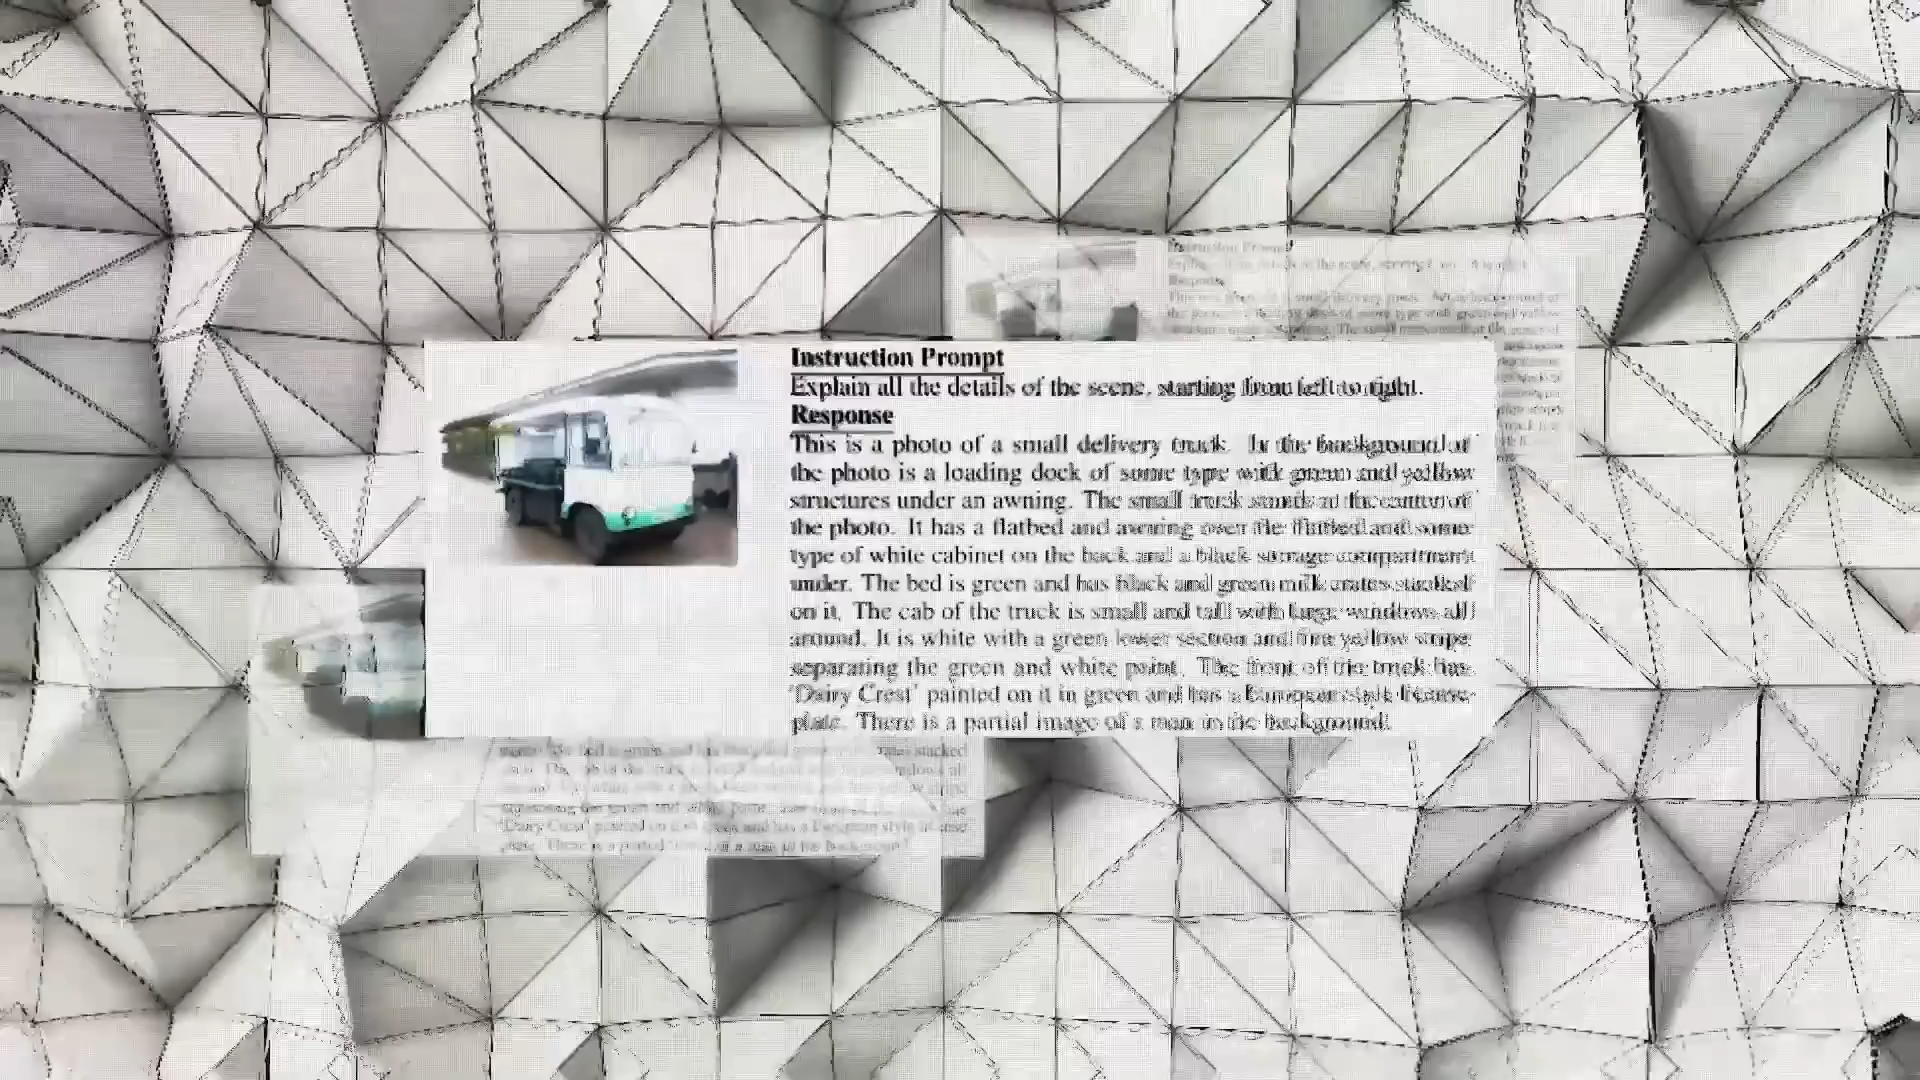 Instruction Prompt
Explain all the details of the scene, starting from left to right.
Response
This is a photo of a small delivery truck. In the background of
the photo is a loading dock of some type with green and yellow
structures under an awning. The small truck stands at the center of
the photo. It has a flatbed and awning over the flatbed and some
type of white cabinet on the back and a black storage compartment
under. The bed is green and has black and green milk crates stacked
on it. The cab of the truck is small and tall with large windows all
around. It is white with a green lower section and yellow stripe
separating the green and white paint. The front of the truck has
'Dairy Crest' painted on it in green and has a European style license
plate. There is a partial image of a man in the background.